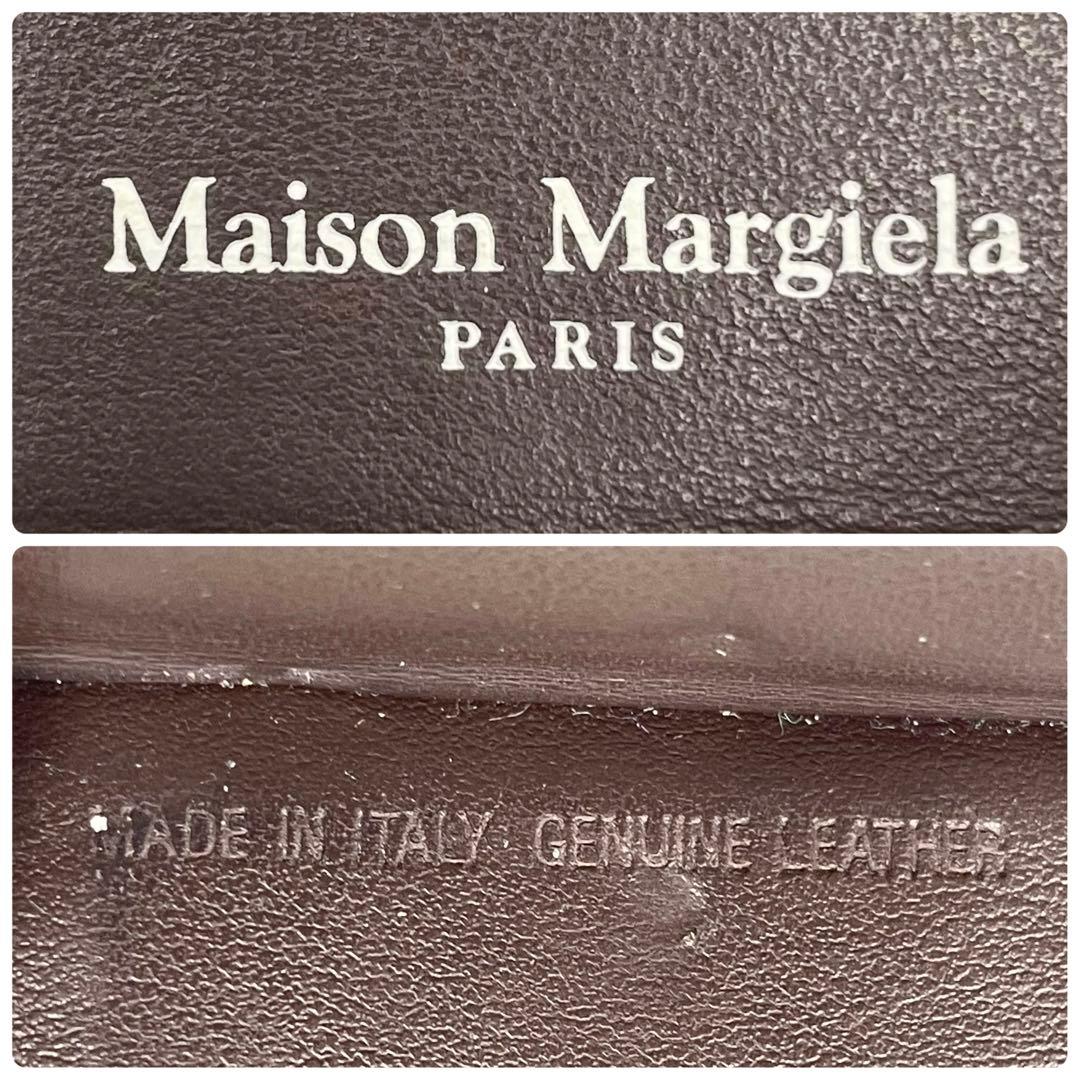 Maison Margiela
PARIS
MADE IN ITALY GENUINE LEATHER